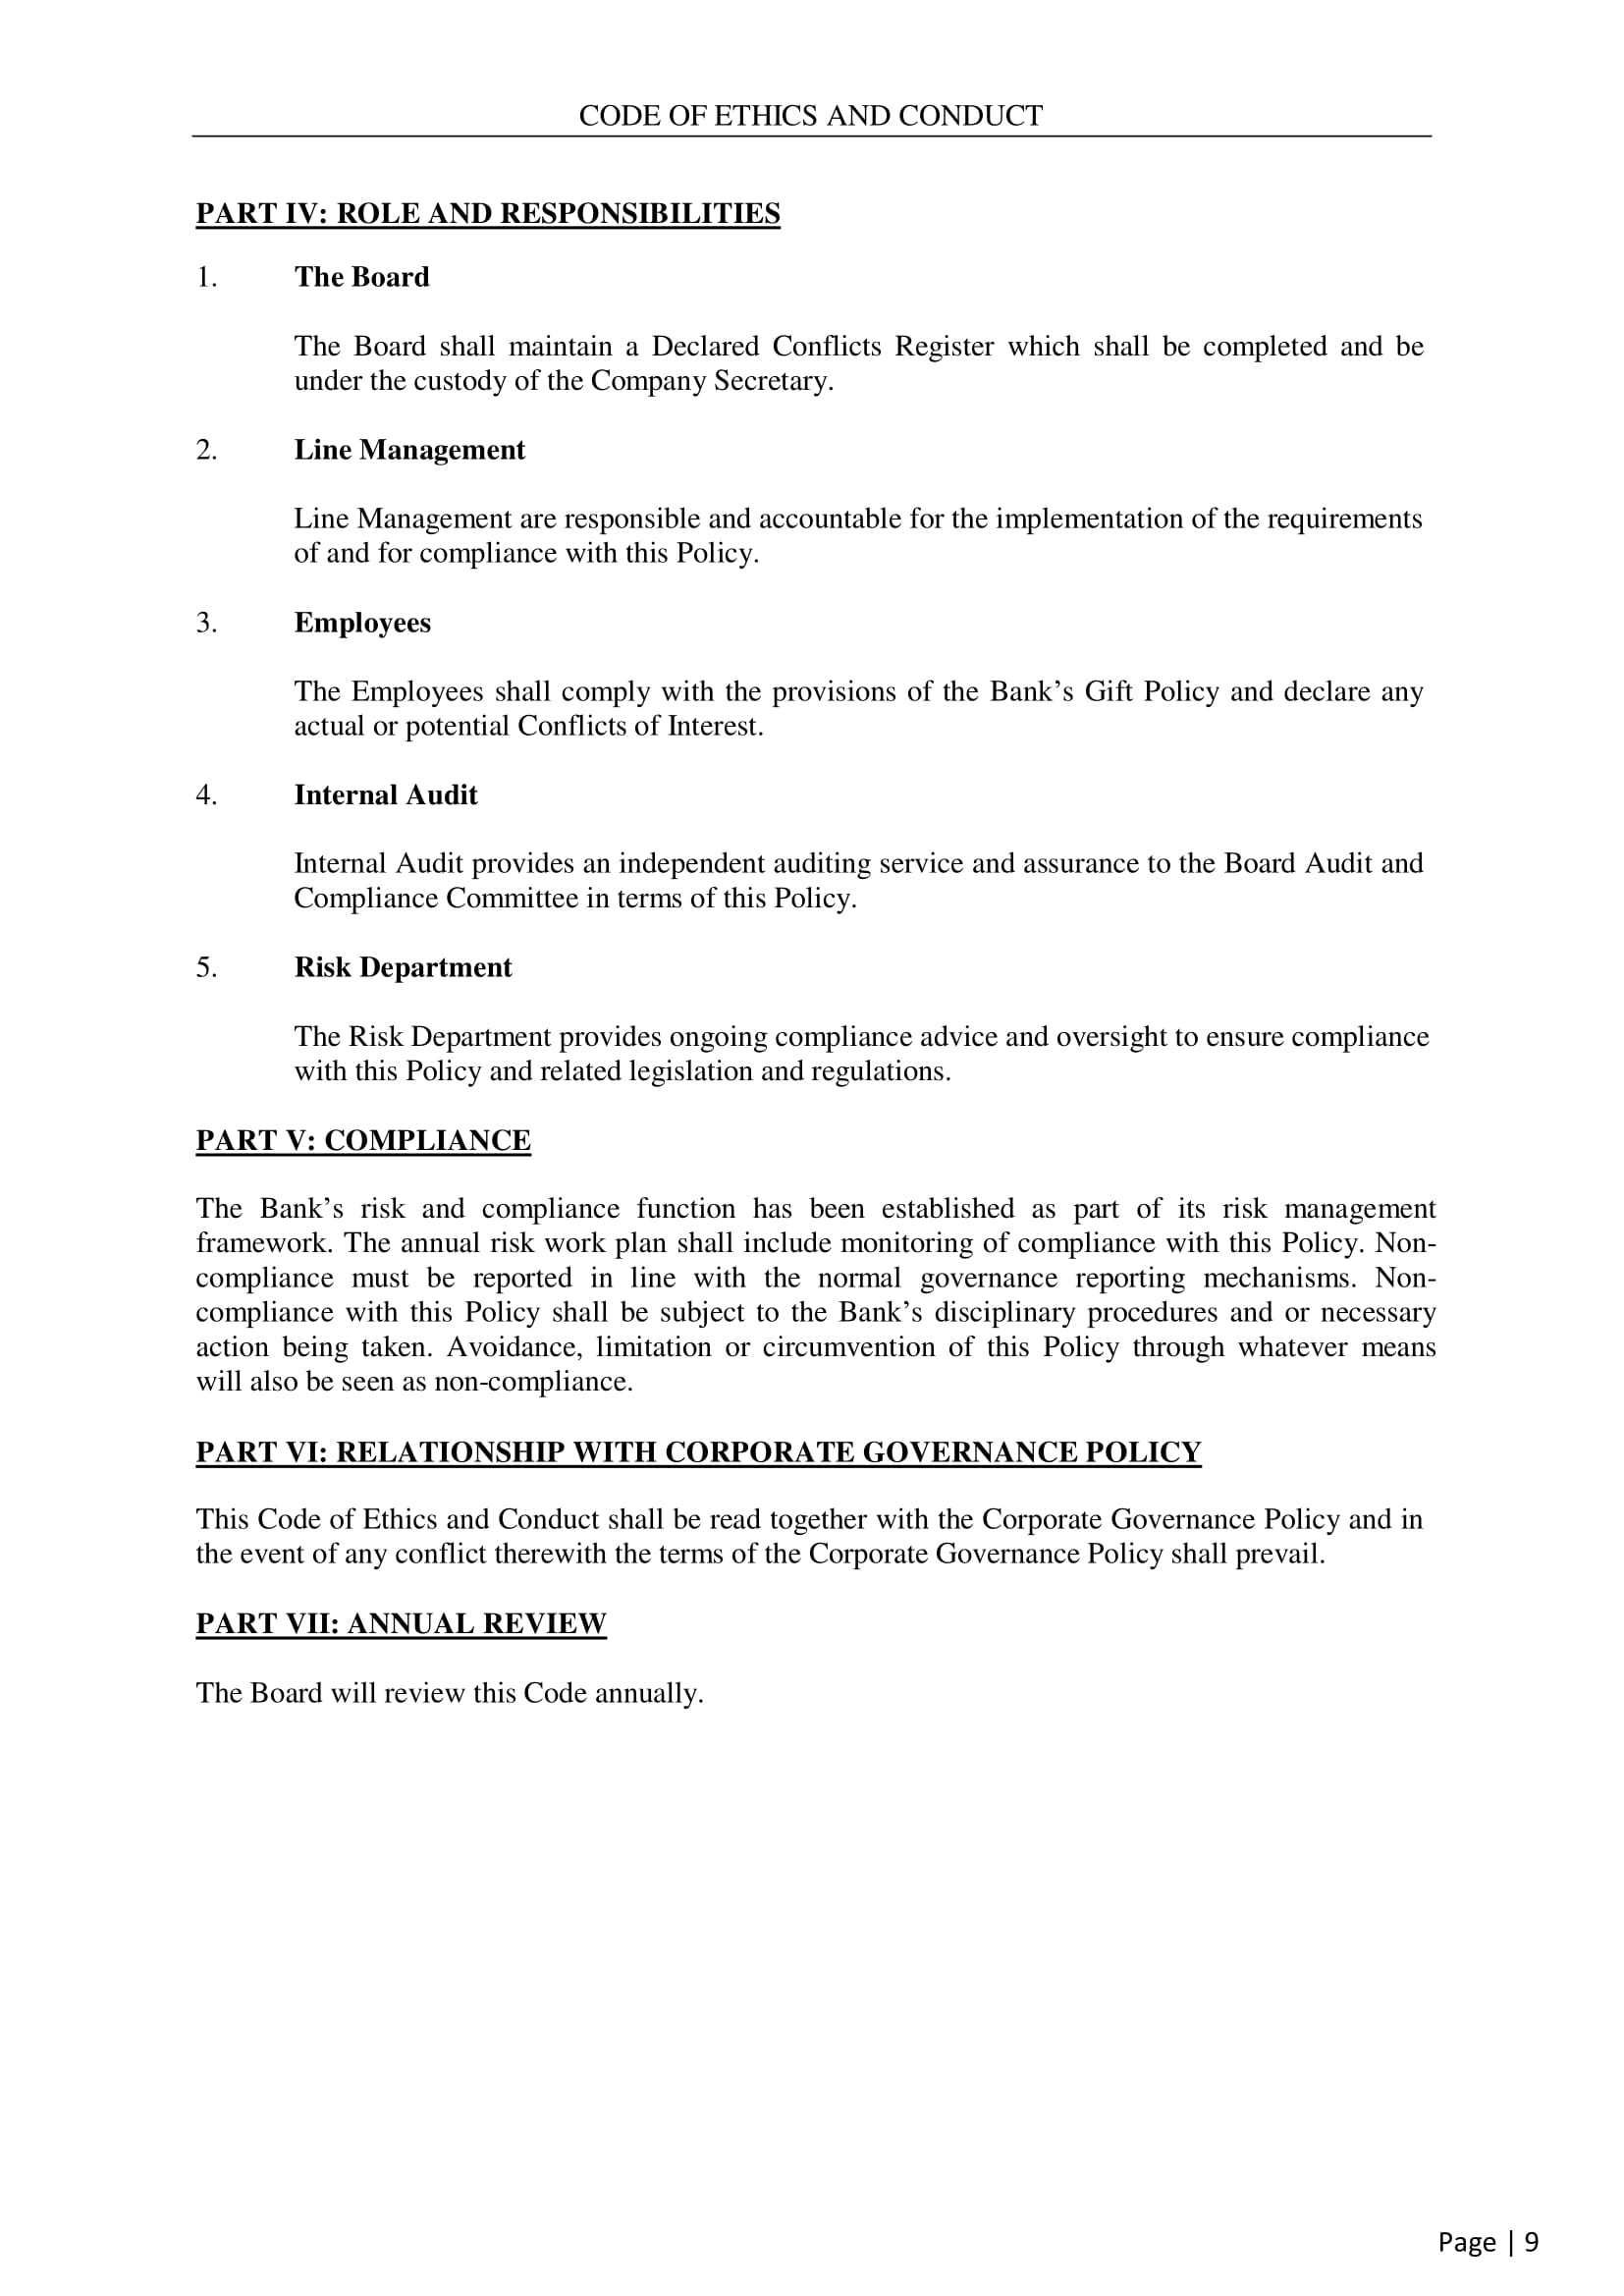 CODE OF ETHICS AND CONDUCT
PART IV: ROLE AND RESPONSIBILITIES
1. The Board
The Board shall maintain a Declared Conflicts Register which shall be completed and be
under the custody of the Company Secretary.
2. Line Management
Line Management are responsible and accountable for the implementation of the requirements
of and for compliance with this Policy.
3. Employees
The Employees shall comply with the provisions of the Bank’s Gift Policy and declare any
actual or potential Conflicts of Interest.
4. Internal Audit
Internal Audit provides an independent auditing service and assurance to the Board Audit and
Compliance Committee in terms of this Policy.
5. Risk Department
The Risk Department provides ongoing compliance advice and oversight to ensure compliance
with this Policy and related legislation and regulations.
PART V: COMPLIANCE
The Bank’s risk and compliance function has been established as part of its risk management
framework. The annual risk work plan shall include monitoring of compliance with this Policy. Non-
compliance must be reported in line with the normal governance reporting mechanisms. Non-
compliance with this Policy shall be subject to the Bank’s disciplinary procedures and or necessary
action being taken. Avoidance, limitation or circumvention of this Policy through whatever means
will also be seen as non-compliance.
PART VI: RELATIONSHIP WITH CORPORATE GOVERNANCE POLICY
This Code of Ethics and Conduct shall be read together with the Corporate Governance Policy and in
the event of any conflict therewith the terms of the Corporate Governance Policy shall prevail.
PART VII: ANNUAL REVIEW
The Board will review this Code annually.
Page | 9